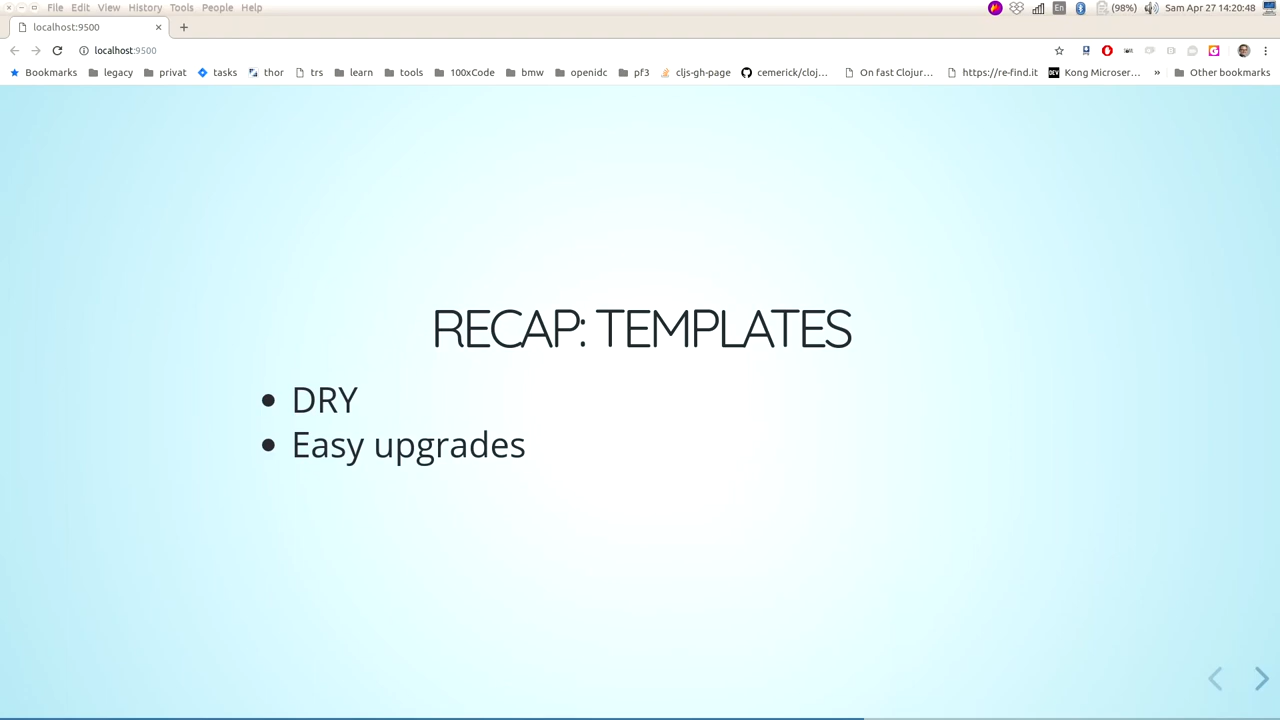 File Edit View History Tools People Help
En (98%) Sam Apr 27 14:20:48
localhost:9500
localhost:9500
Bookmarks legacy privat tasks thor trs learn tools 100xCode bmw openidc pf3 cljs-gh-page cemerick/cloj... On fast Clojur... https://re-find.it DEV Kong Microser... » Other bookmarks
RECAP: TEMPLATES
• DRY
• Easy upgrades